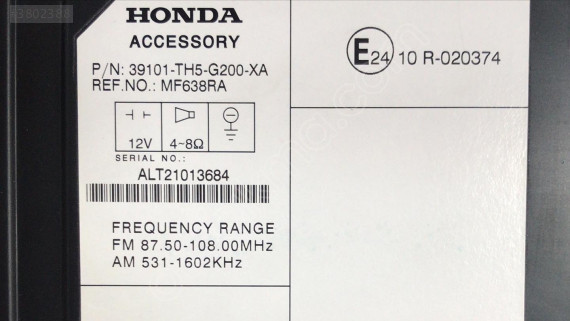 43802388
HONDA
ACCESSORY
P/N: 39101-TH5-G200-XA
REF.NO.: MF638RA
12V 4~8Ω
SERIAL NO.:
ALT21013684
FREQUENCY RANGE
FM 87.50-108.00MHz
AM 531-1602KHz
E24 10 R-020374